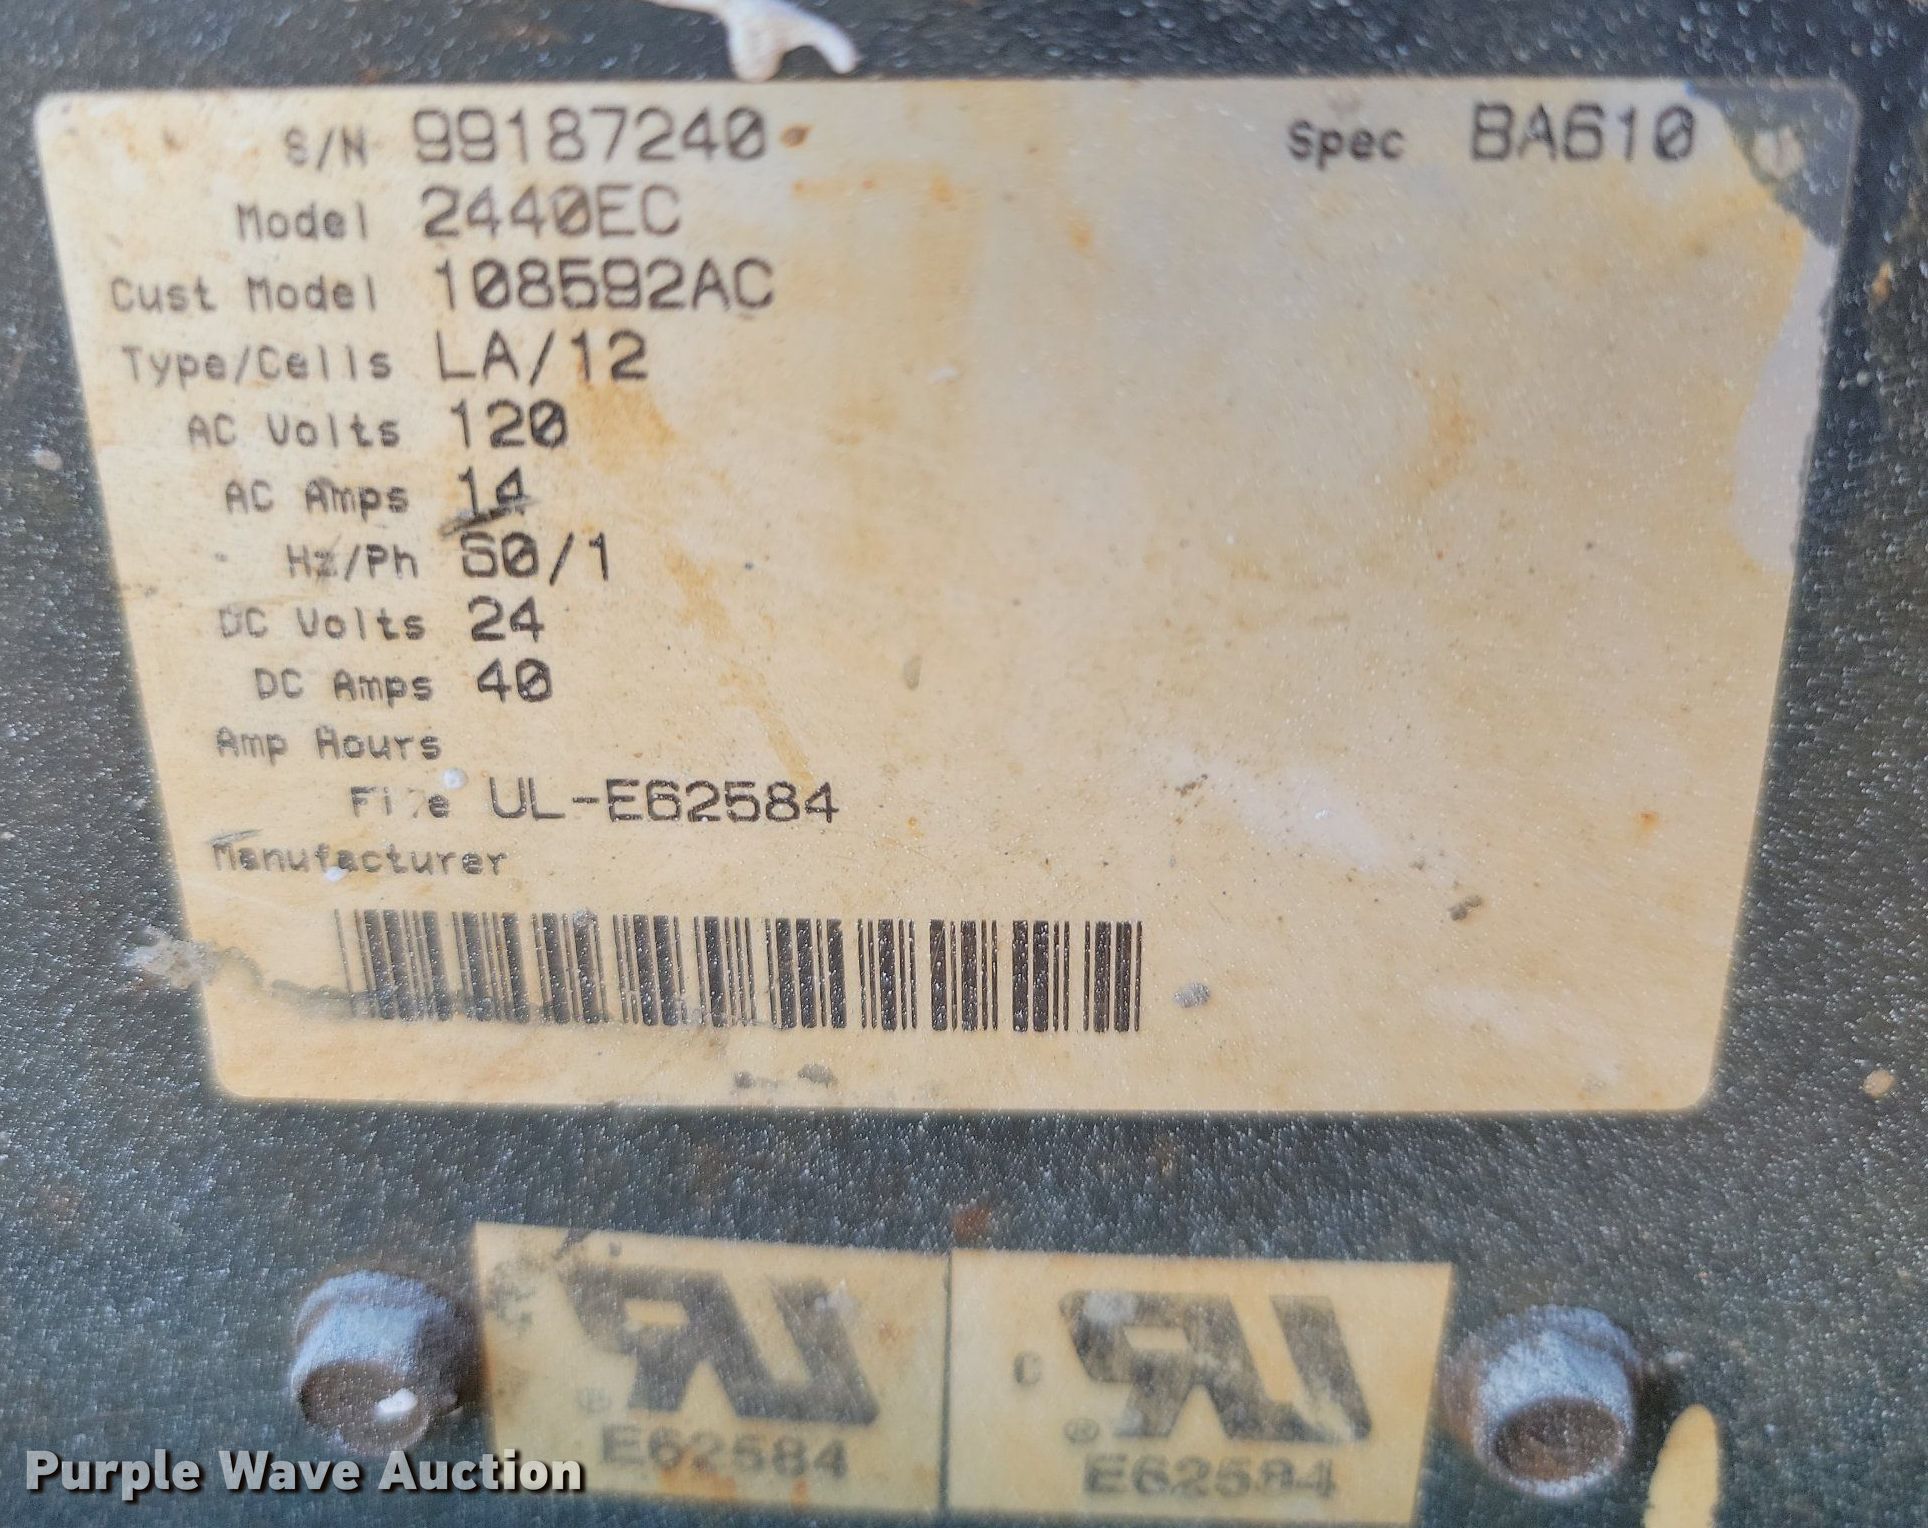 S/N 99187240 Spec BA610
Model 2440EC
Cust Model 108592AC
Type/Cells LA/12
AC Volts 120
AC Amps 14
Hz/Ph 60/1
DC Volts 24
DC Amps 40
Amp Hours
File UL-E62584
Manufacturer
® E62584
C ® E62584
Purple Wave Auction